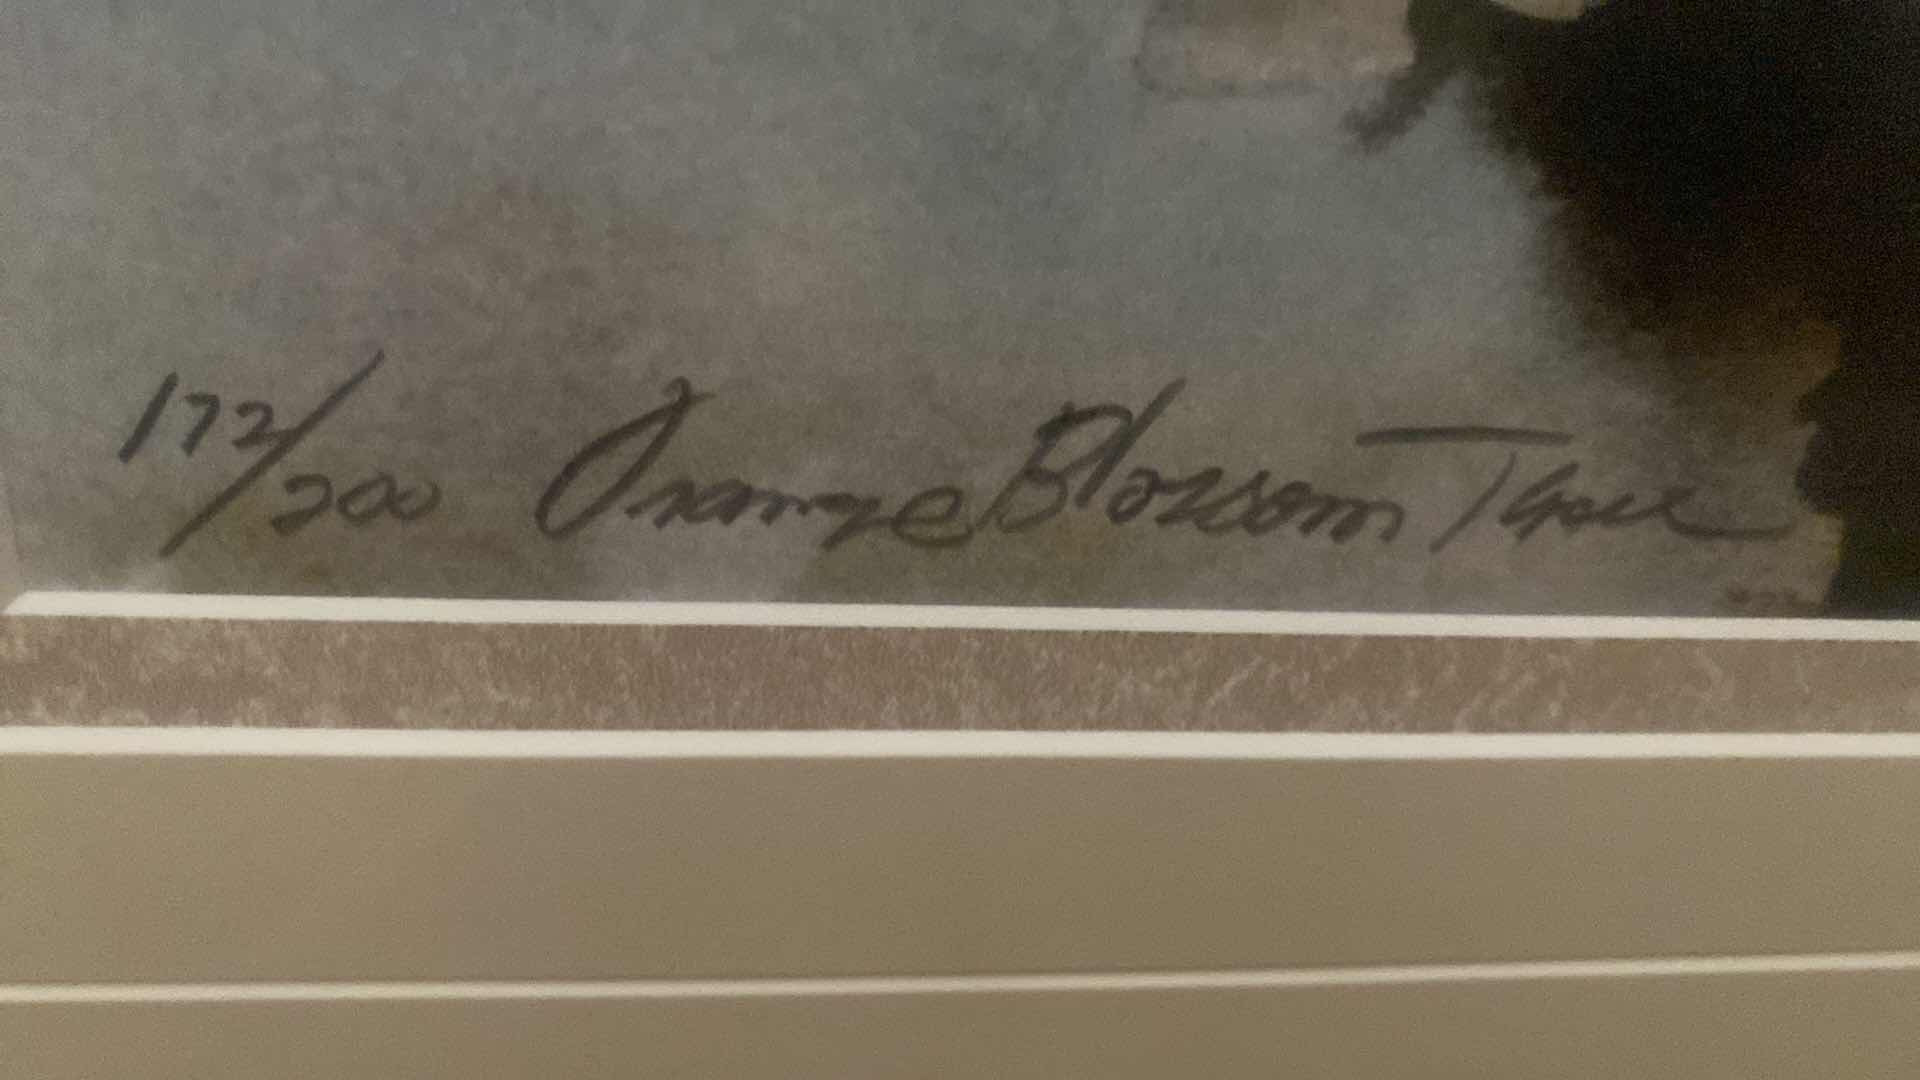 172/200 Orange Blossom Time